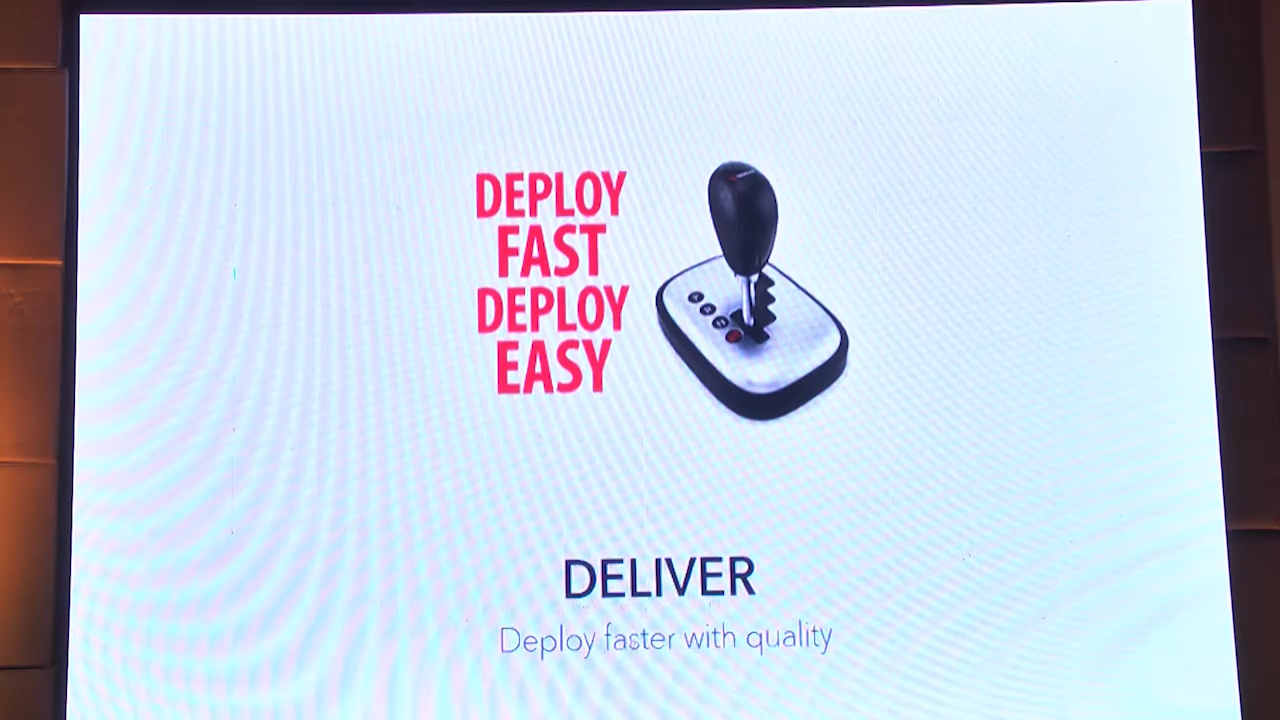 DEPLOY
FAST
DEPLOY
EASY
DELIVER
Deploy faster with quality